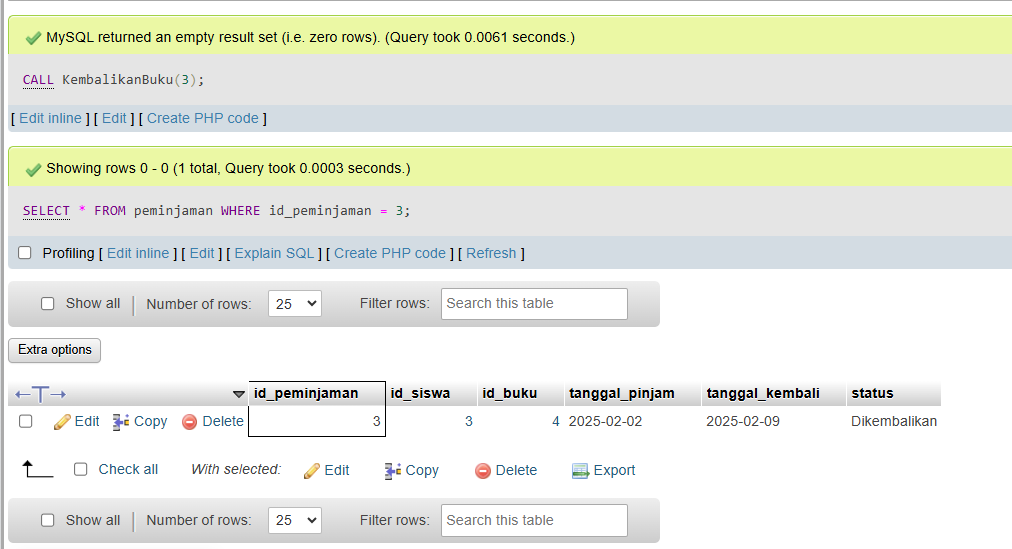 MySQL returned an empty result set (i.e. zero rows). (Query took 0.0061 seconds.)
CALL KembalikanBuku(3);
[ Edit inline ] [ Edit ] [ Create PHP code ]
Showing rows 0 - 0 (1 total, Query took 0.0003 seconds.)
SELECT * FROM peminjaman WHERE id_peminjaman = 3;
Profiling [ Edit inline ] [ Edit ] [ Explain SQL ] [ Create PHP code ] [ Refresh ]
Show all | Number of rows: 25 Filter rows: Search this table
Extra options
←T→ id_peminjaman id_siswa id_buku tanggal_pinjam tanggal_kembali status
Edit Copy Delete 3 3 4 2025-02-02 2025-02-09 Dikembalikan
Check all With selected: Edit Copy Delete Export
Show all | Number of rows: 25 Filter rows: Search this table